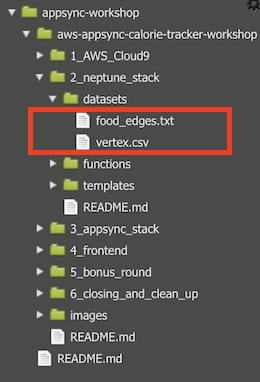 appsync-workshop
aws-appsync-calorie-tracker-workshop
1_AWS_Cloud9
2_neptune_stack
datasets
food_edges.txt
vertex.csv
functions
templates
README.md
3_appsync_stack
4_frontend
5_bonus_round
6_closing_and_clean_up
images
README.md
README.md